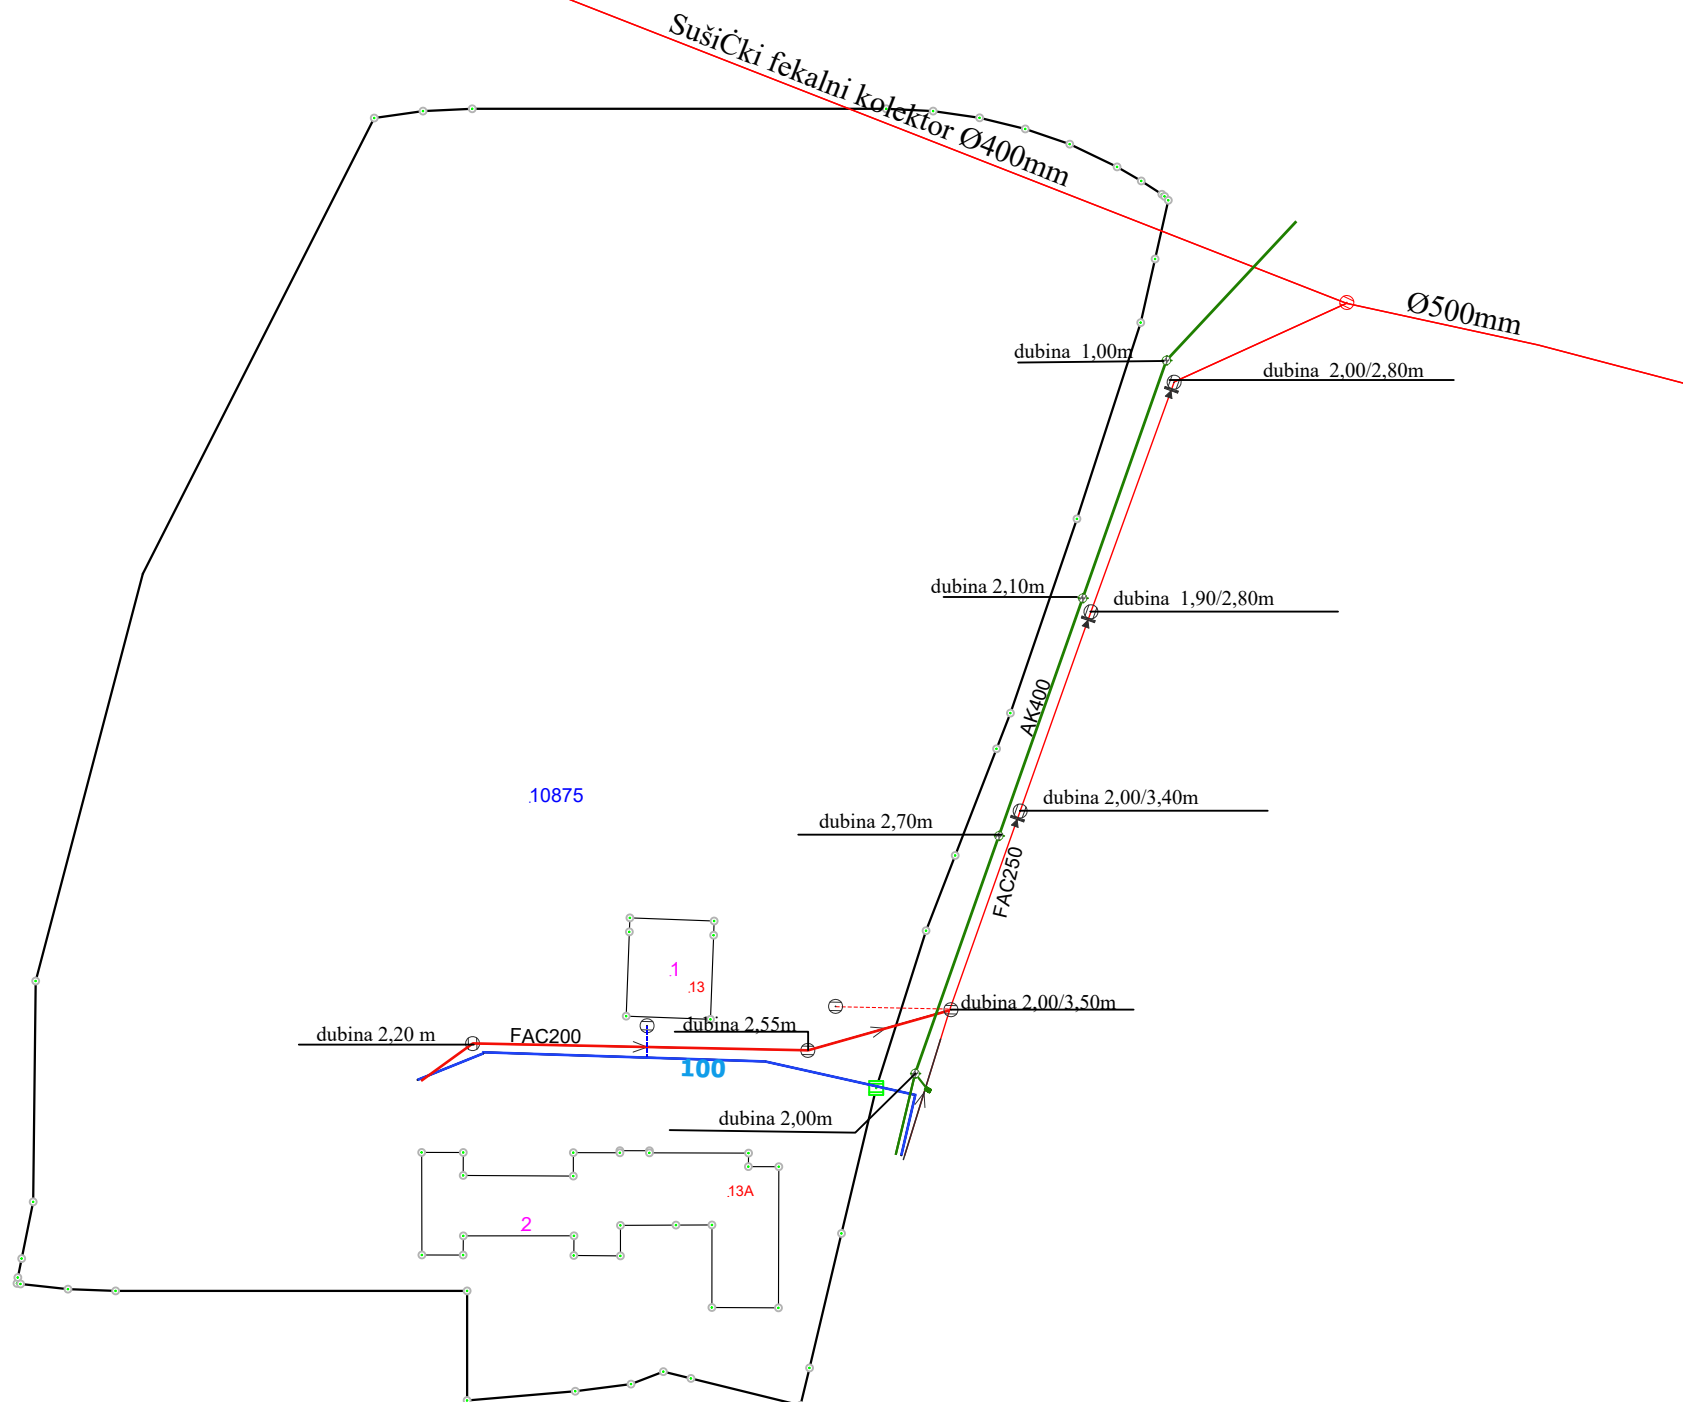 SušiĊki fekalni kolektor Ø400mm
Ø500mm
dubina 1,00m
dubina 2,00/2,80m
dubina 2,10m
dubina 1,90/2,80m
AK400
.10875
dubina 2,00/3,40m
dubina 2,70m
FAC250
.1
.13
dubina 2,00/3,50m
dubina 2,20 m
FAC200
dubina 2,55m
100
dubina 2,00m
.13A
2